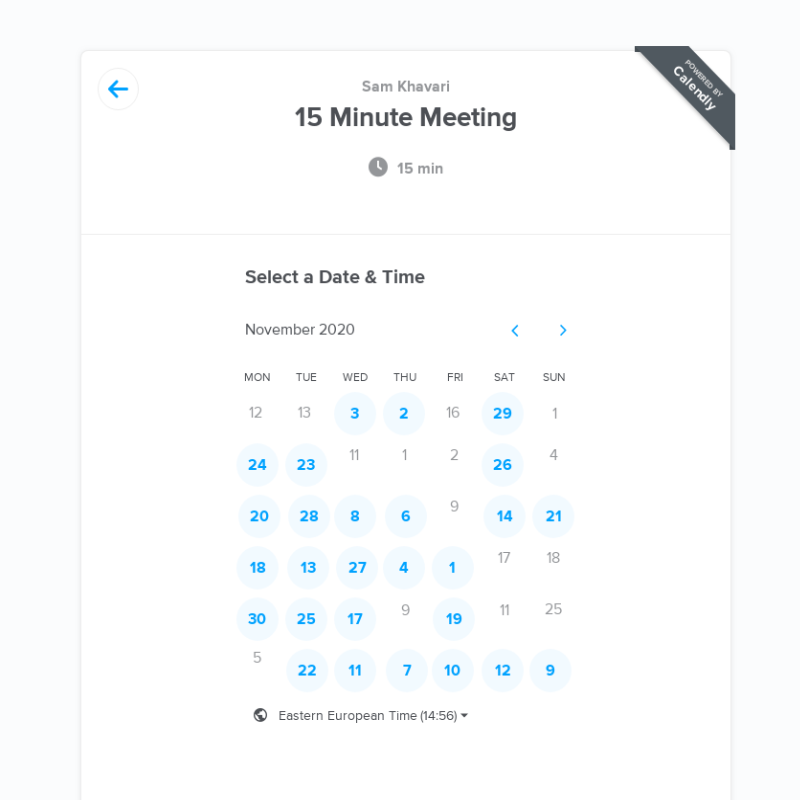 Sam Khavari
15 Minute Meeting
15 min
POWERED BY
Calendly
Select a Date & Time
November 2020
MON TUE WED THU FRI SAT SUN
12 13 3 2 16 29 1
24 23 11 1 2 26 4
20 28 8 6 9 14 21
18 13 27 4 1 17 18
30 25 17 9 19 11 25
5 22 11 7 10 12 9
Eastern European Time (14:56)